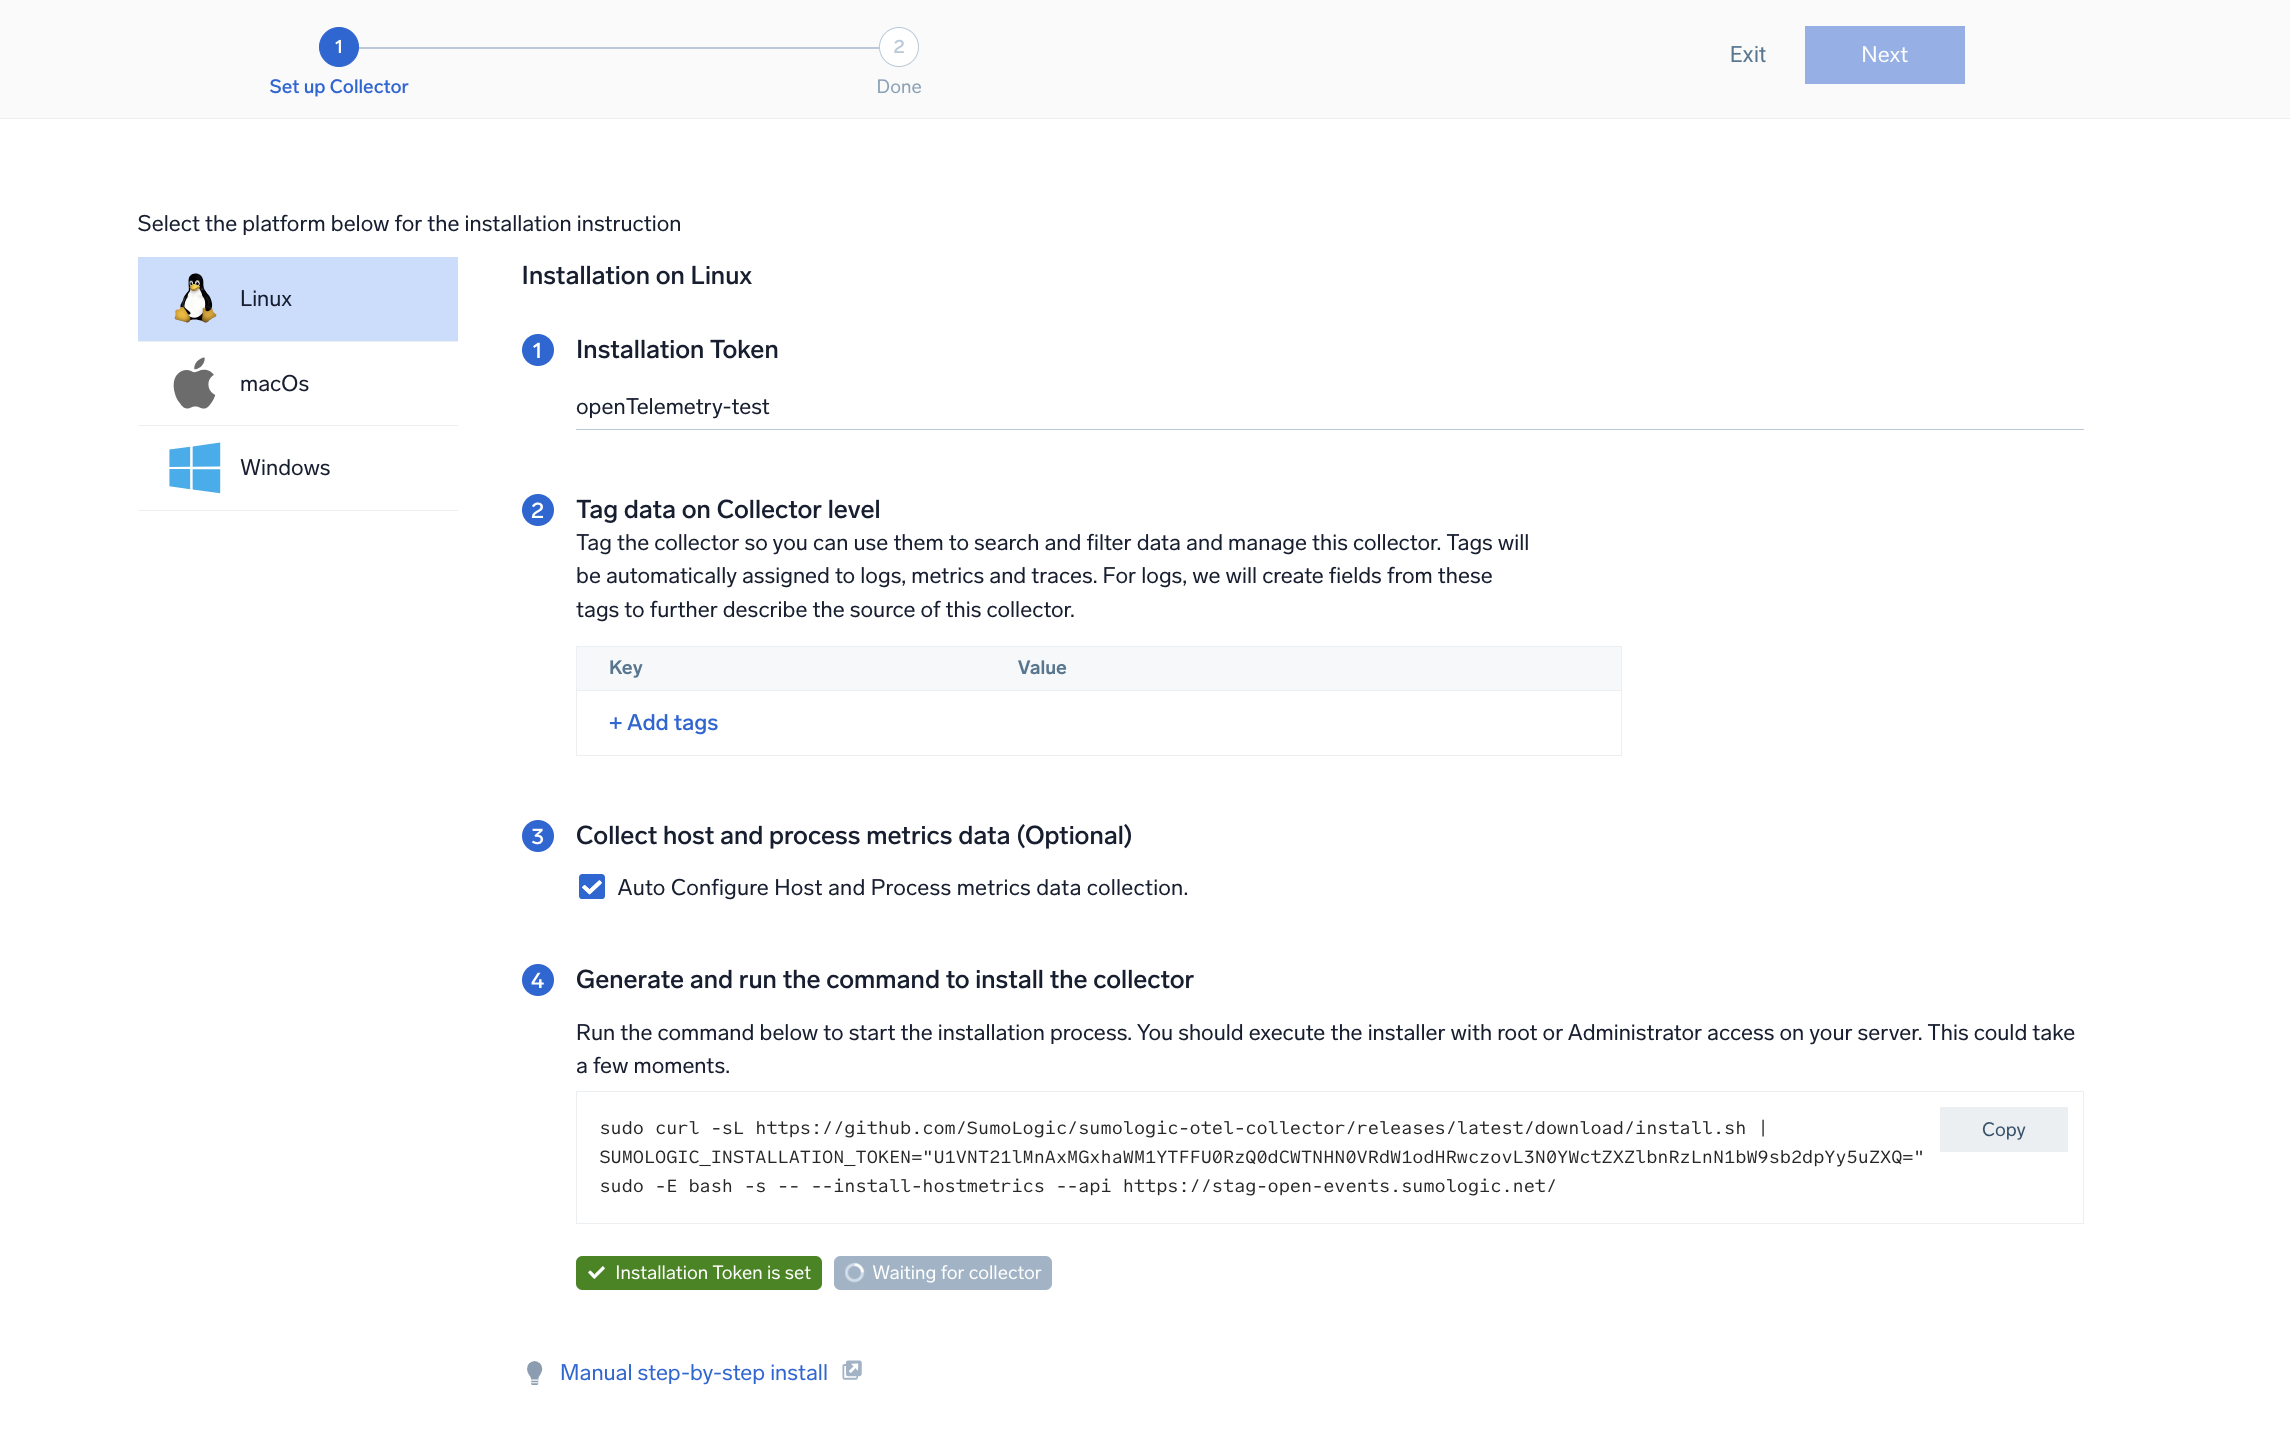 1
2
Set up Collector
Done
Exit
Next
Select the platform below for the installation instruction
Linux
macOs
Windows
Installation on Linux
1 Installation Token
openTelemetry-test
2 Tag data on Collector level
Tag the collector so you can use them to search and filter data and manage this collector. Tags will
be automatically assigned to logs, metrics and traces. For logs, we will create fields from these
tags to further describe the source of this collector.
Key Value
+ Add tags
3 Collect host and process metrics data (Optional)
Auto Configure Host and Process metrics data collection.
4 Generate and run the command to install the collector
Run the command below to start the installation process. You should execute the installer with root or Administrator access on your server. This could take
a few moments.
sudo curl -sL https://github.com/SumoLogic/sumologic-otel-collector/releases/latest/download/install.sh |
SUMOLOGIC_INSTALLATION_TOKEN="U1VNT21lMnAxMGxhaWM1YTFFU0RzQ0dCWTNHN0VRdW1odHRwczovL3N0YWctZXZlbnRzLnN1bW9sb2dpYy5uZXQ="
sudo -E bash -s -- --install-hostmetrics --api https://stag-open-events.sumologic.net/
Copy
Installation Token is set
Waiting for collector
Manual step-by-step install